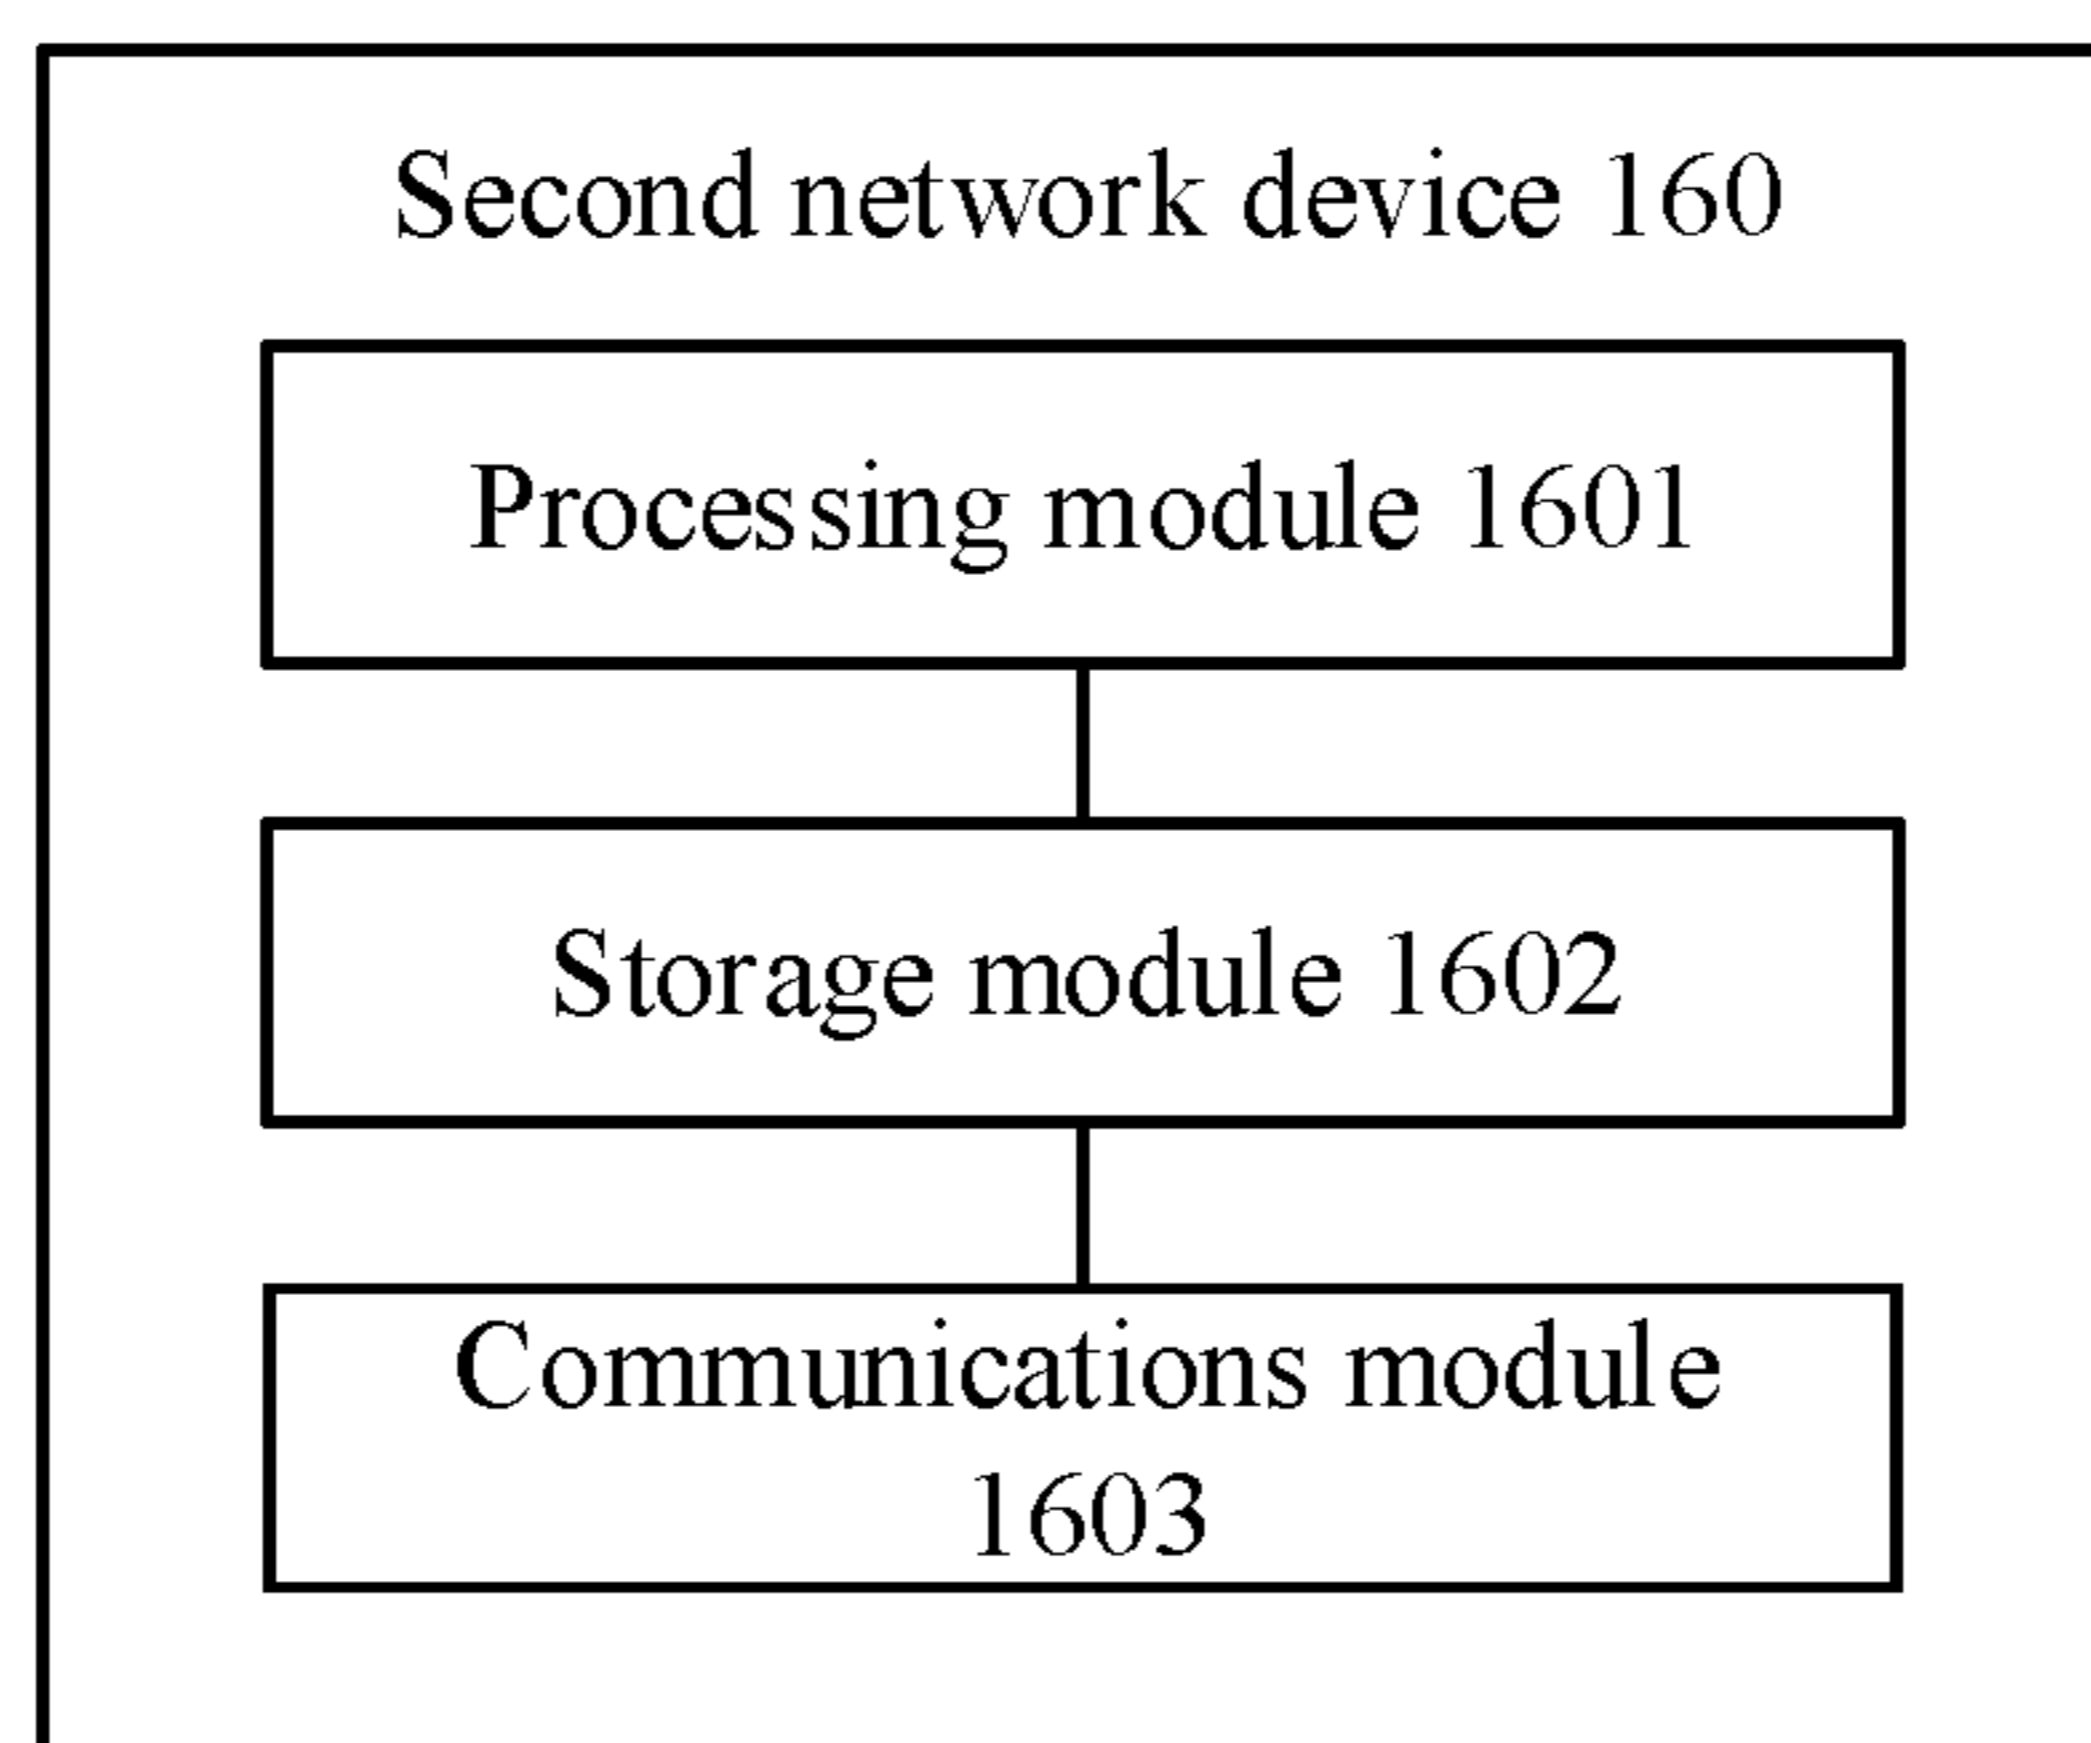 Second network device 160
Processing module 1601
Storage module 1602
Communications module
1603